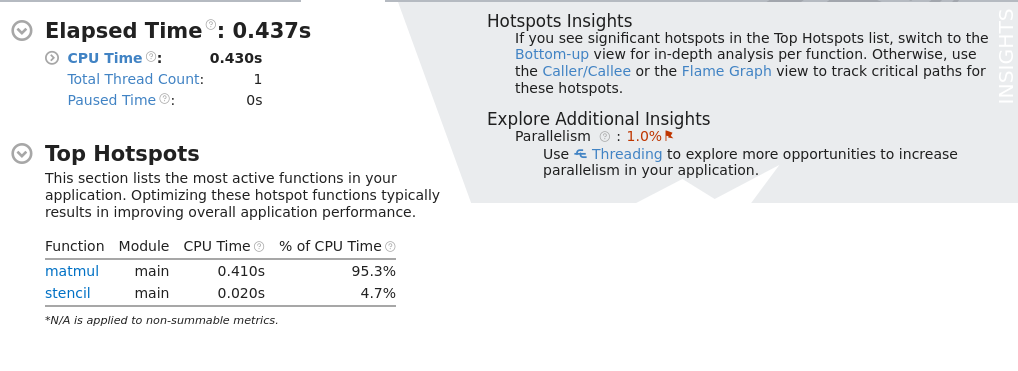 Elapsed Time: 0.437s
CPU Time: 0.430s
Total Thread Count: 1
Paused Time: 0s
Top Hotspots
This section lists the most active functions in your
application. Optimizing these hotspot functions typically
results in improving overall application performance.
Function Module CPU Time % of CPU Time
matmul main 0.410s 95.3%
stencil main 0.020s 4.7%
*N/A is applied to non-summable metrics.
Hotspots Insights
If you see significant hotspots in the Top Hotspots list, switch to the
Bottom-up view for in-depth analysis per function. Otherwise, use
the Caller/Callee or the Flame Graph view to track critical paths for
these hotspots.
Explore Additional Insights
Parallelism : 1.0%
Use Threading to explore more opportunities to increase
parallelism in your application.
INSIGHTS